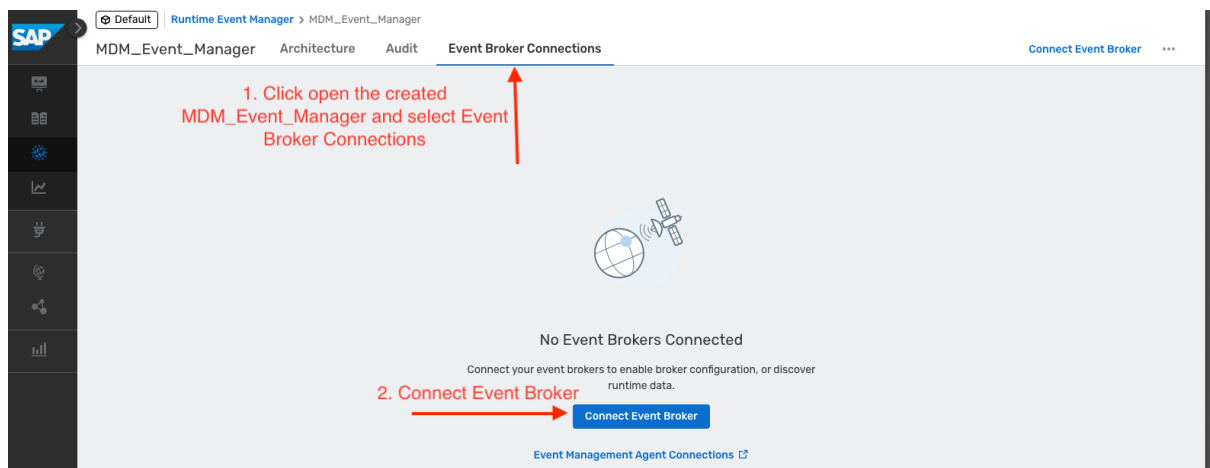 SAP
Default
Runtime Event Manager > MDM_Event_Manager
MDM_Event_Manager
Architecture
Audit
Event Broker Connections
Connect Event Broker
1. Click open the created
MDM_Event_Manager and select Event
Broker Connections
No Event Brokers Connected
Connect your event brokers to enable broker configuration, or discover
runtime data.
2. Connect Event Broker
Connect Event Broker
Event Management Agent Connections